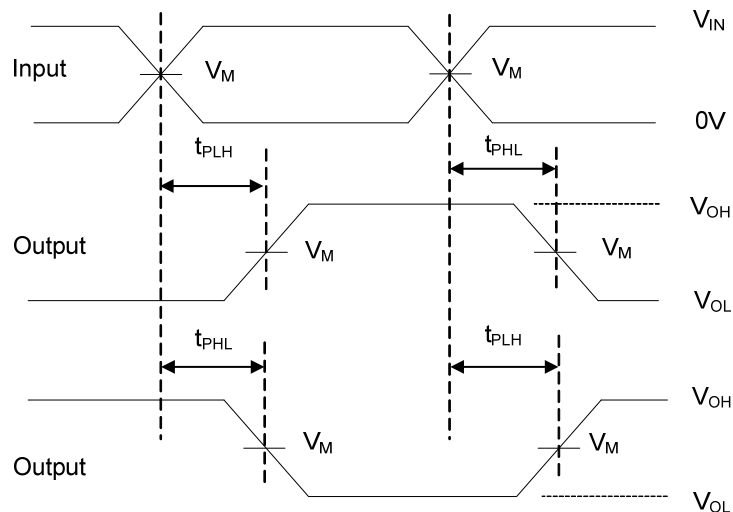 V_IN
Input V_M V_M
0V
t_PLH t_PHL
V_OH
Output V_M V_M
V_OL
t_PHL t_PLH
V_OH
V_M V_M
Output
V_OL